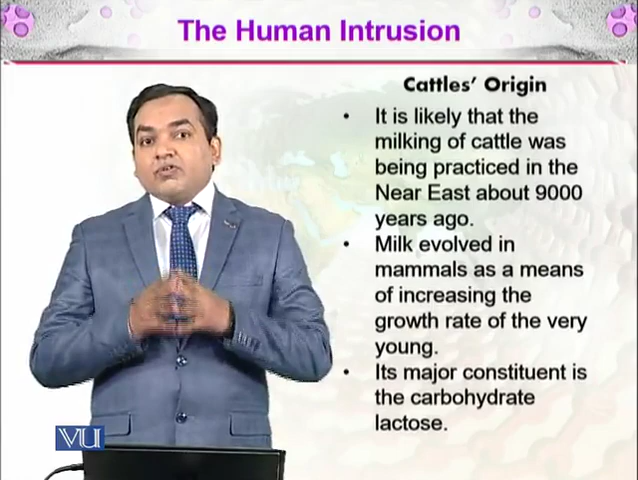 The Human Intrusion
Cattles' Origin
• It is likely that the
milking of cattle was
being practiced in the
Near East about 9000
years ago.
• Milk evolved in
mammals as a means
of increasing the
growth rate of the very
young.
• Its major constituent is
the carbohydrate
lactose.
VU